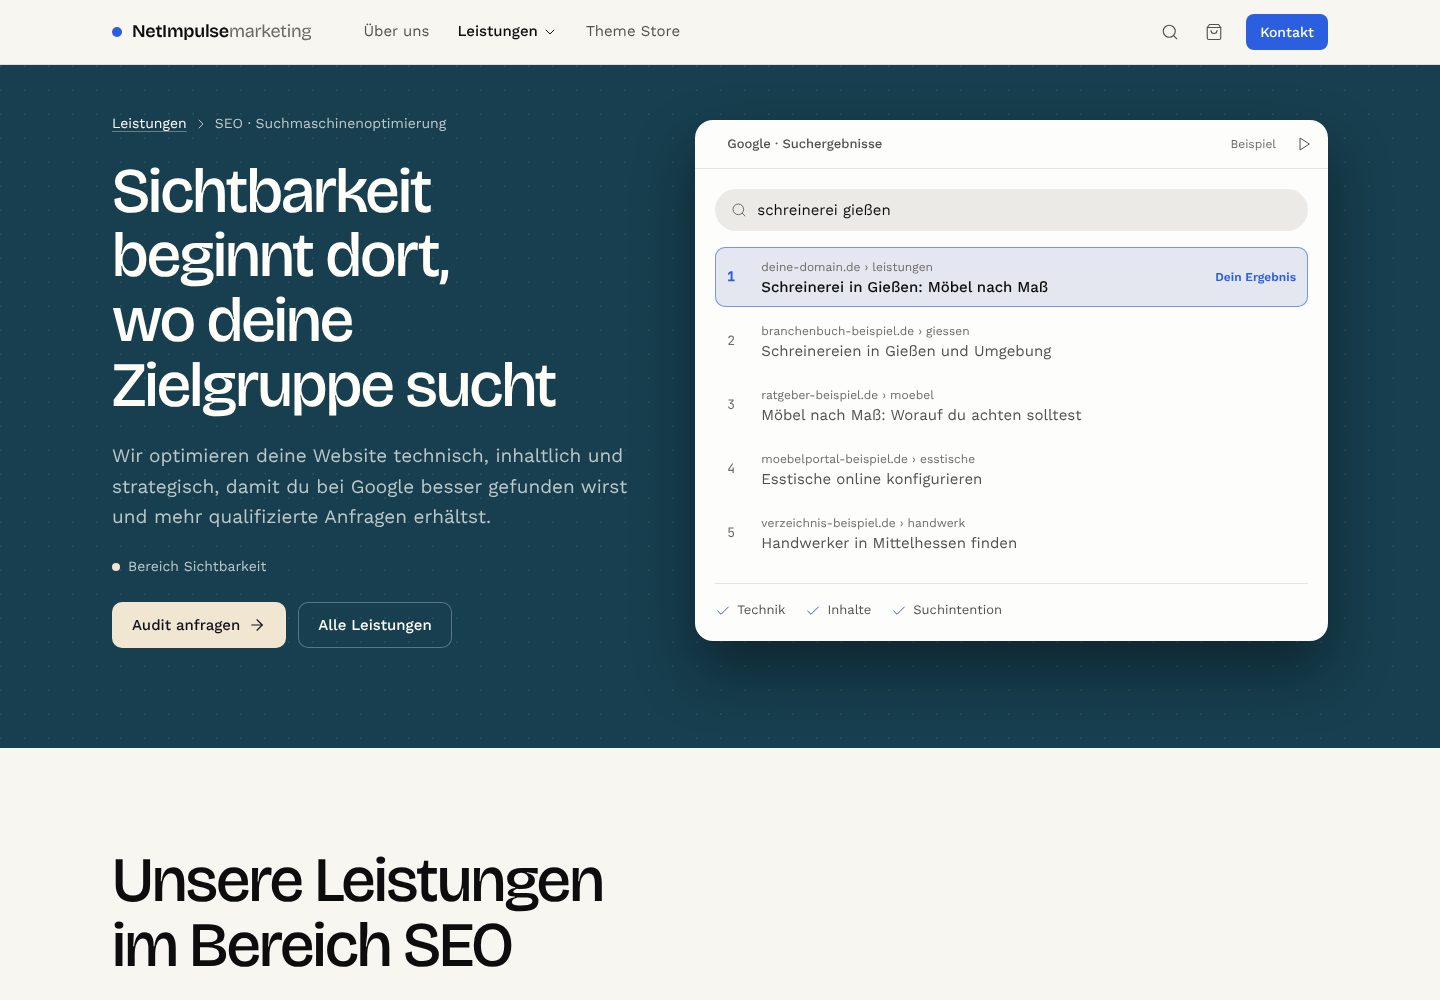 NetImpulsemarketing
Über uns
Leistungen
Theme Store
Kontakt
Leistungen
SEO · Suchmaschinenoptimierung
Sichtbarkeit
beginnt dort,
wo deine
Zielgruppe sucht
Wir optimieren deine Website technisch, inhaltlich und
strategisch, damit du bei Google besser gefunden wirst
und mehr qualifizierte Anfragen erhältst.
Bereich Sichtbarkeit
Audit anfragen
Alle Leistungen
Google · Suchergebnisse
Beispiel
schreinerei gießen
1
deine-domain.de › leistungen
Schreinerei in Gießen: Möbel nach Maß
Dein Ergebnis
2
branchenbuch-beispiel.de › giessen
Schreinereien in Gießen und Umgebung
3
ratgeber-beispiel.de › moebel
Möbel nach Maß: Worauf du achten solltest
4
moebelportal-beispiel.de › esstische
Esstische online konfigurieren
5
verzeichnis-beispiel.de › handwerk
Handwerker in Mittelhessen finden
Technik
Inhalte
Suchintention
Unsere Leistungen
im Bereich SEO